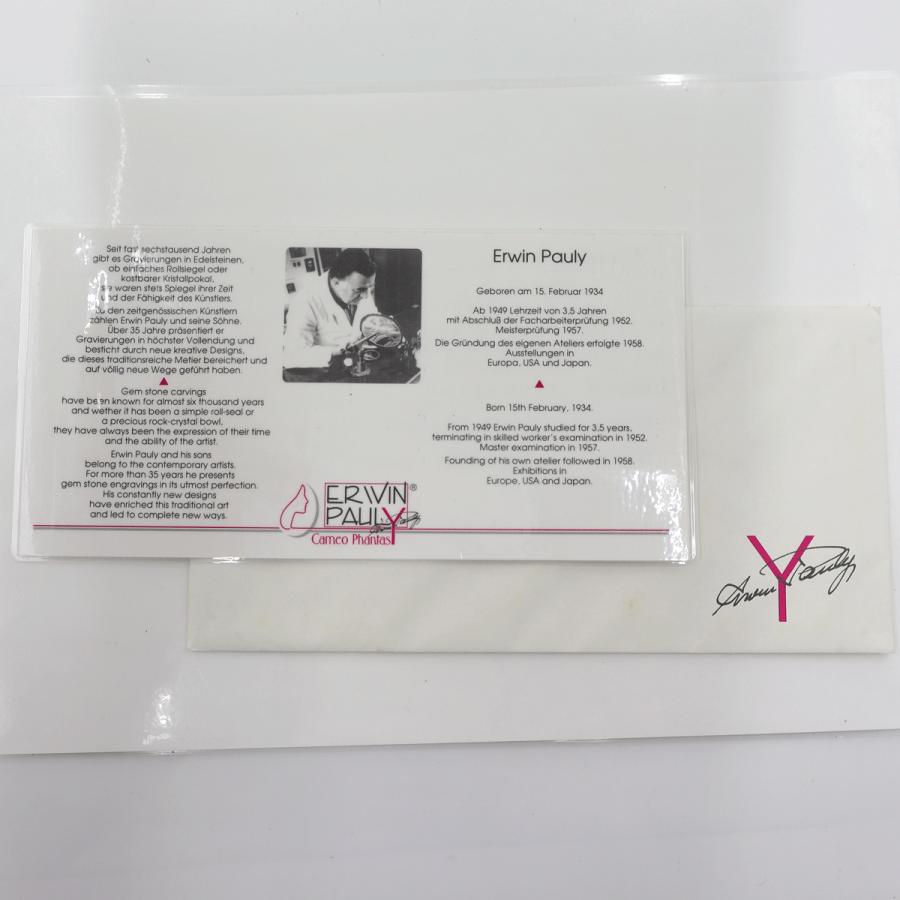 Seit fast sechstausend Jahren
gibt es Gravierungen in Edelsteinen,
ob einfaches Rollsiegel oder
kostbarer Kristallpokal,
sie waren stets Spiegel ihrer Zeit
und der Fähigkeit des Künstlers.
Zu den zeitgenössischen Künstlern
zählen Erwin Pauly und seine Söhne.
Über 35 Jahre präsentiert er
Gravierungen in höchster Vollendung und
besticht durch neue kreative Designs,
die dieses traditionsreiche Metier bereichert und
auf völlig neue Wege geführt haben.
Gem stone carvings
have been known for almost six thousand years
and wether it has been a simple roll-seal or
a precious rock-crystal bowl,
they have always been the expression of their time
and the ability of the artist.
Erwin Pauly and his sons
belong to the contemporary artists.
For more than 35 years he presents
gem stone engravings in its utmost perfection.
His constantly new designs
have enriched this traditional art
and led to complete new ways.
ERWIN®
PAULY
Erwin Pauly
Cameo Phantasy
Erwin Pauly
Geboren am 15. Februar 1934
Ab 1949 Lehrzeit von 3,5 Jahren
mit Abschluß der Facharbeiterprüfung 1952.
Meisterprüfung 1957.
Die Gründung des eigenen Ateliers erfolgte 1958.
Ausstellungen in
Europa, USA und Japan.
Born 15th February, 1934.
From 1949 Erwin Pauly studied for 3,5 years,
terminating in skilled worker's examination in 1952.
Master examination in 1957.
Founding of his own atelier followed in 1958.
Exhibitions in
Europe, USA and Japan.
Erwin Pauly
Y